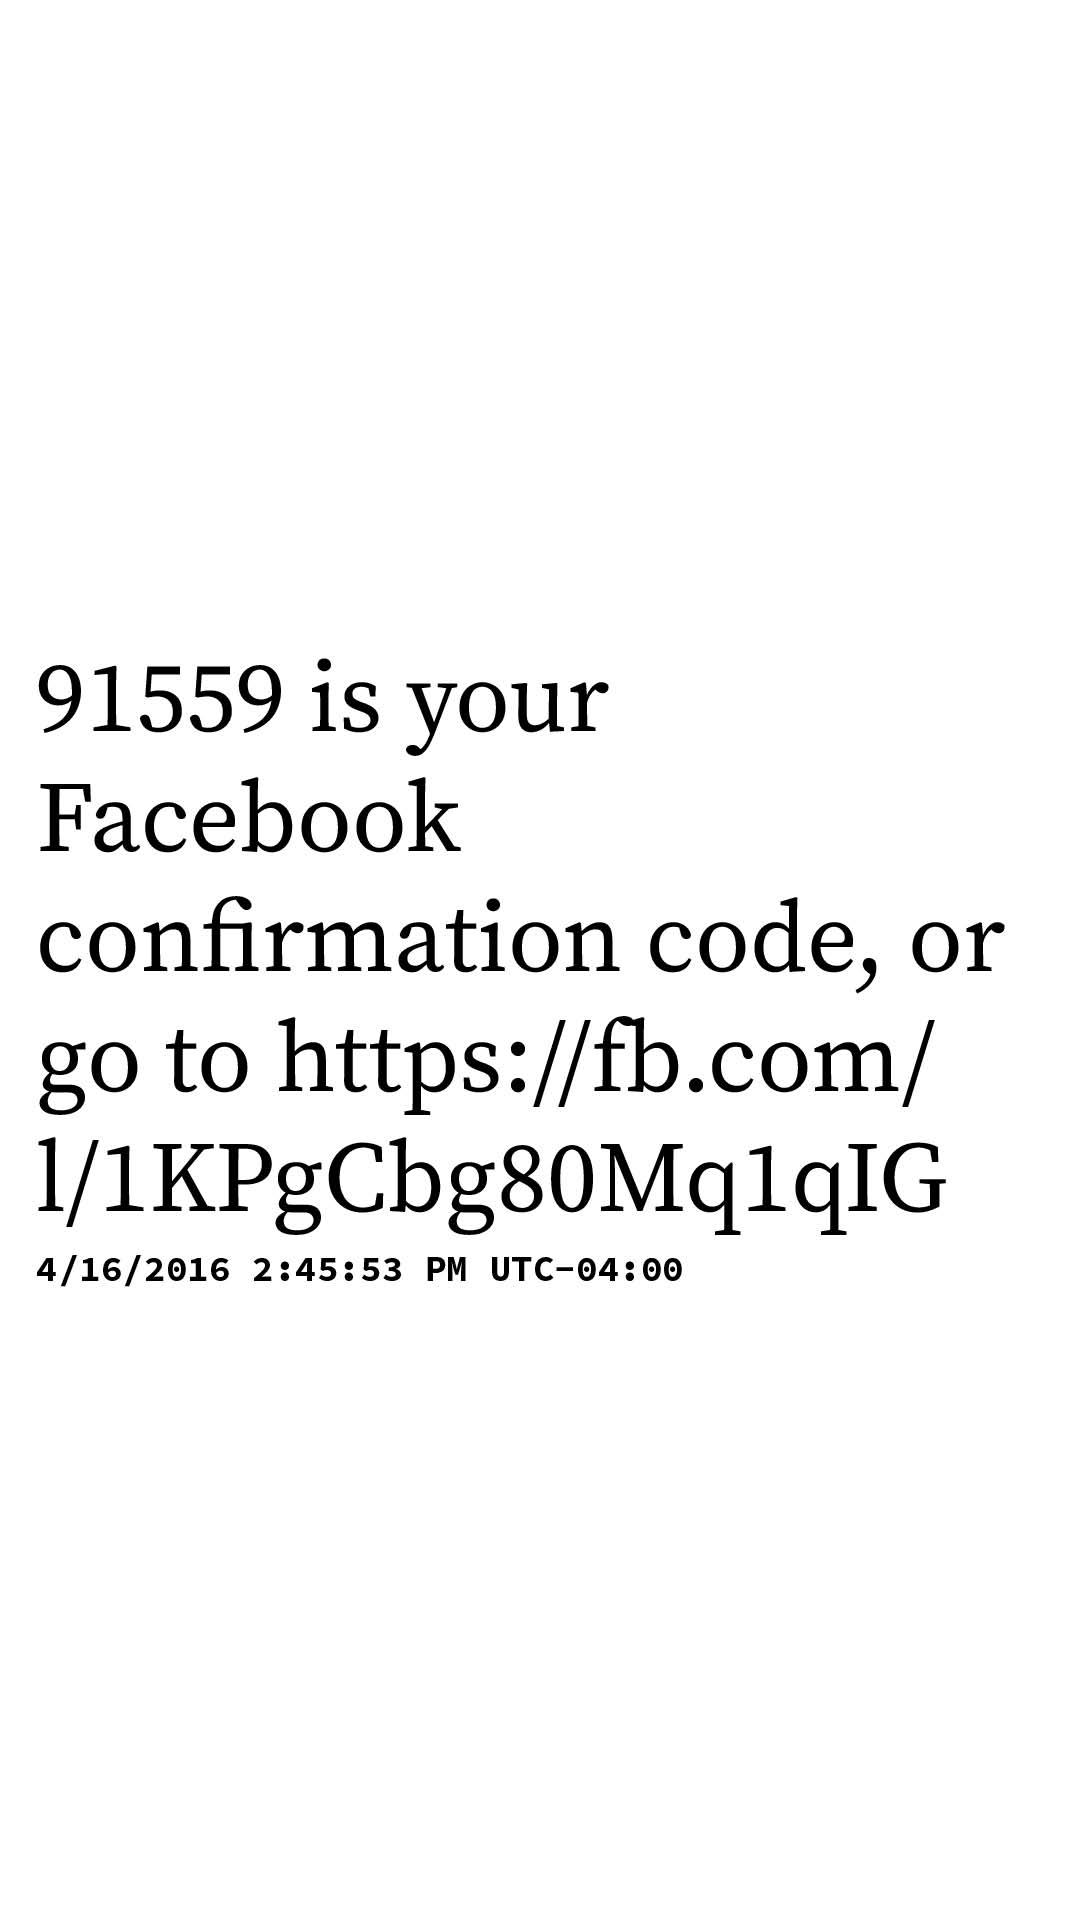 91559 is your
Facebook
confirmation code, or
go to https://fb.com/
l/1KPgCbg80Mq1qIG
4/16/2016 2:45:53 PM UTC-04:00